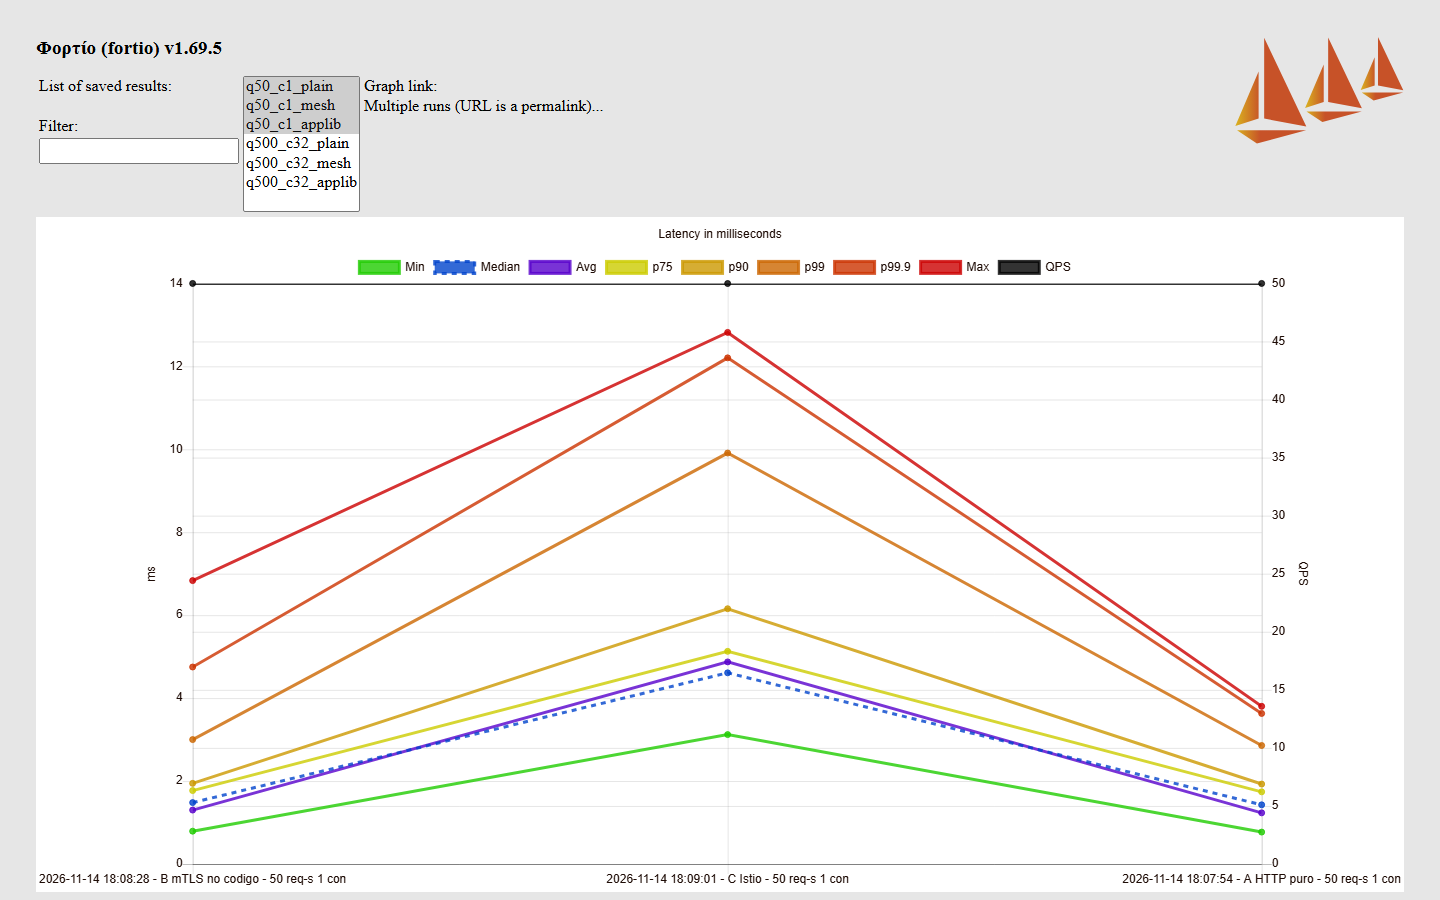 Φορτίο (fortio) v1.69.5
List of saved results:
Filter:
q50_c1_plain
q50_c1_mesh
q50_c1_applib
q500_c32_plain
q500_c32_mesh
q500_c32_applib
Graph link:
Multiple runs (URL is a permalink)...
Latency in milliseconds
Min Median Avg p75 p90 p99 p99.9 Max QPS
14
12
10
8
6
4
2
0
ms
50
45
40
35
30
25
20
15
10
5
0
QPS
2026-11-14 18:08:28 - B mTLS no codigo - 50 req-s 1 con
2026-11-14 18:09:01 - C Istio - 50 req-s 1 con
2026-11-14 18:07:54 - A HTTP puro - 50 req-s 1 con